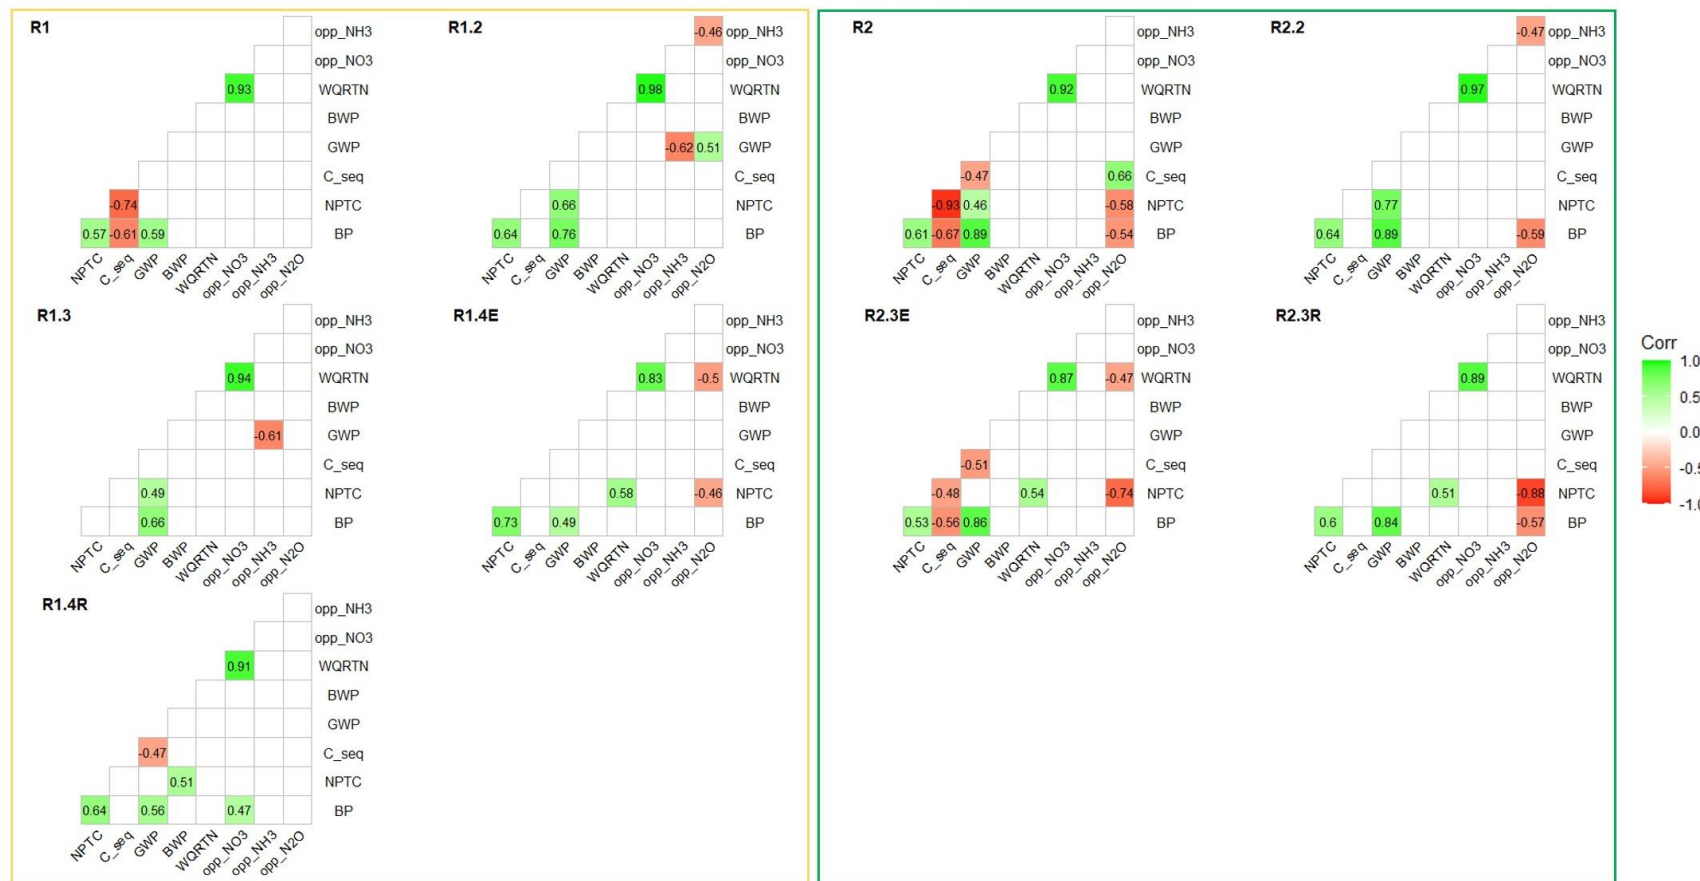 R1
opp_NH3
opp_NO3
0.93 WQRTN
BWP
GWP
C_seq
-0.74 NPTC
0.57 -0.61 0.59 BP
NPTC C_seq GWP BWP WQRTN opp_NO3 opp_NH3 opp_N2O
R1.2
-0.46 opp_NH3
opp_NO3
0.98 WQRTN
BWP
-0.62 0.51 GWP
C_seq
0.66 NPTC
0.64 0.76 BP
NPTC C_seq GWP BWP WQRTN opp_NO3 opp_NH3 opp_N2O
R1.3
opp_NH3
opp_NO3
0.94 WQRTN
BWP
-0.61 GWP
C_seq
0.49 NPTC
0.66 BP
NPTC C_seq GWP BWP WQRTN opp_NO3 opp_NH3 opp_N2O
R1.4E
opp_NH3
opp_NO3
0.83 -0.5 WQRTN
BWP
GWP
C_seq
0.58 -0.46 NPTC
0.73 0.49 BP
NPTC C_seq GWP BWP WQRTN opp_NO3 opp_NH3 opp_N2O
R1.4R
opp_NH3
opp_NO3
0.91 WQRTN
BWP
GWP
-0.47 C_seq
0.51 NPTC
0.64 0.56 0.47 BP
NPTC C_seq GWP BWP WQRTN opp_NO3 opp_NH3 opp_N2O
R2
opp_NH3
opp_NO3
0.92 WQRTN
BWP
GWP
-0.47 0.66 C_seq
-0.93 0.46 -0.58 NPTC
0.61 -0.67 0.89 -0.54 BP
NPTC C_seq GWP BWP WQRTN opp_NO3 opp_NH3 opp_N2O
R2.2
-0.47 opp_NH3
opp_NO3
0.97 WQRTN
BWP
GWP
C_seq
0.77 NPTC
0.64 0.89 -0.59 BP
NPTC C_seq GWP BWP WQRTN opp_NO3 opp_NH3 opp_N2O
R2.3E
opp_NH3
opp_NO3
0.87 -0.47 WQRTN
BWP
GWP
-0.51 C_seq
-0.48 0.54 -0.74 NPTC
0.53 -0.56 0.86 BP
NPTC C_seq GWP BWP WQRTN opp_NO3 opp_NH3 opp_N2O
R2.3R
opp_NH3
opp_NO3
0.89 WQRTN
BWP
GWP
C_seq
0.51 -0.88 NPTC
0.6 0.84 -0.57 BP
NPTC C_seq GWP BWP WQRTN opp_NO3 opp_NH3 opp_N2O
Corr
1.0
0.5
0.0
-0.5
-1.0